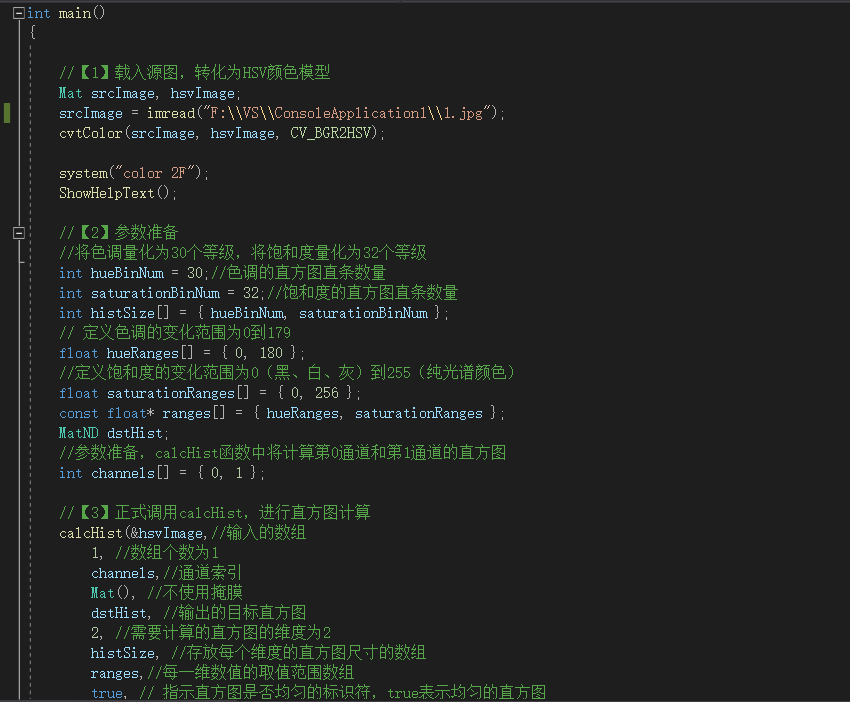 int main()
{
//【1】载入源图，转化为HSV颜色模型
Mat srcImage, hsvImage;
srcImage = imread("F:\\VS\\ConsoleApplication1\\1.jpg");
cvtColor(srcImage, hsvImage, CV_BGR2HSV);
system("color 2F");
ShowHelpText();
//【2】参数准备
//将色调量化为30个等级，将饱和度量化为32个等级
int hueBinNum = 30;//色调的直方图直条数量
int saturationBinNum = 32;//饱和度的直方图直条数量
int histSize[] = { hueBinNum, saturationBinNum };
// 定义色调的变化范围为0到179
float hueRanges[] = { 0, 180 };
//定义饱和度的变化范围为0（黑、白、灰）到255（纯光谱颜色）
float saturationRanges[] = { 0, 256 };
const float* ranges[] = { hueRanges, saturationRanges };
MatND dstHist;
//参数准备，calcHist函数中将计算第0通道和第1通道的直方图
int channels[] = { 0, 1 };
//【3】正式调用calcHist，进行直方图计算
calcHist(&hsvImage,//输入的数组
1, //数组个数为1
channels,//通道索引
Mat(), //不使用掩膜
dstHist, //输出的目标直方图
2, //需要计算的直方图的维度为2
histSize, //存放每个维度的直方图尺寸的数组
ranges,//每一维数值的取值范围数组
true, // 指示直方图是否均匀的标识符，true表示均匀的直方图